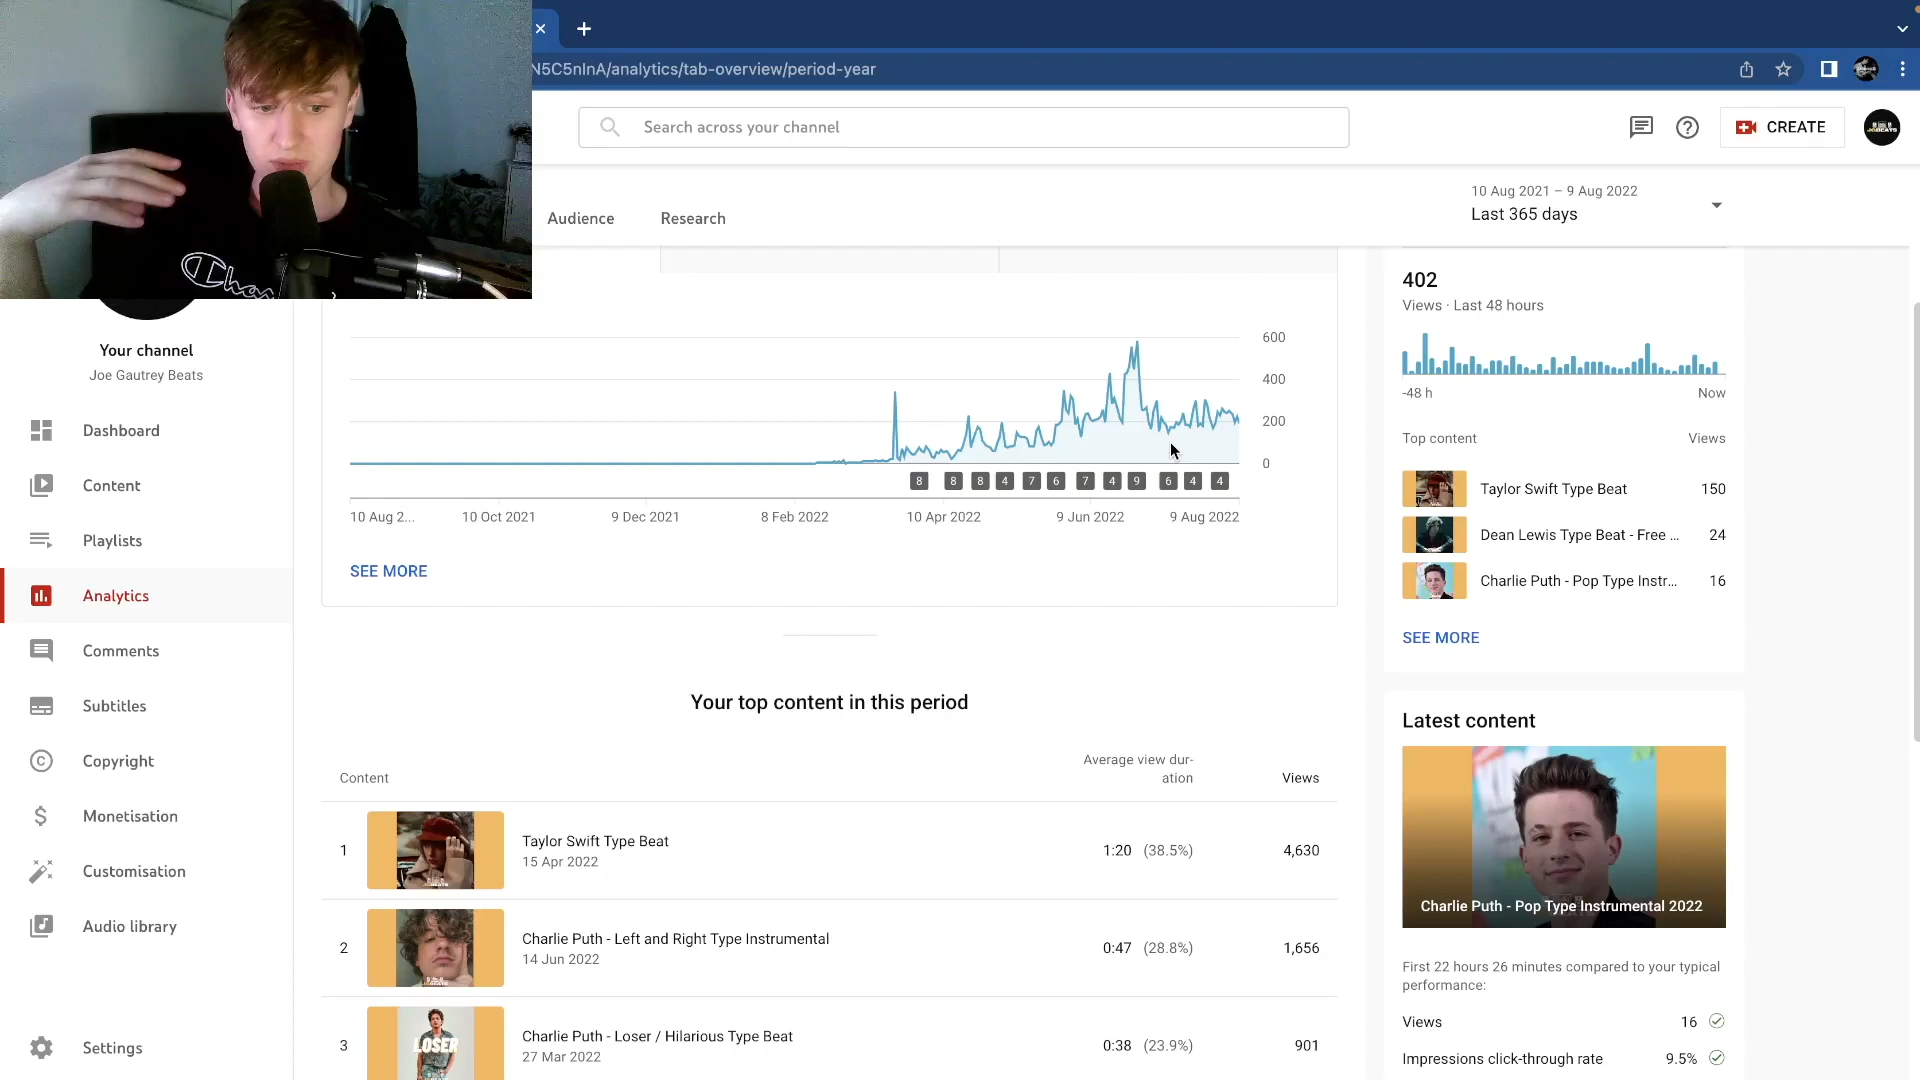 N5C5nInA/analytics/tab-overview/period-year
Search across your channel
CREATE
Audience
Research
10 Aug 2021 – 9 Aug 2022
Last 365 days
Your channel
Joe Gautrey Beats
Dashboard
Content
Playlists
Analytics
Comments
Subtitles
Copyright
Monetisation
Customisation
Audio library
Settings
600
400
200
0
8 8 8 4 7 6 7 4 9 6 4 4
10 Aug 2... 10 Oct 2021 9 Dec 2021 8 Feb 2022 10 Apr 2022 9 Jun 2022 9 Aug 2022
SEE MORE
Your top content in this period
Content Average view dur-
ation Views
1 Taylor Swift Type Beat 1:20 (38.5%) 4,630
15 Apr 2022
2 Charlie Puth - Left and Right Type Instrumental 0:47 (28.8%) 1,656
14 Jun 2022
LOSER
3 Charlie Puth - Loser / Hilarious Type Beat 0:38 (23.9%) 901
27 Mar 2022
402
Views · Last 48 hours
-48 h Now
Top content Views
Taylor Swift Type Beat 150
Dean Lewis Type Beat - Free ... 24
Charlie Puth - Pop Type Instr... 16
SEE MORE
Latest content
Charlie Puth - Pop Type Instrumental 2022
First 22 hours 26 minutes compared to your typical
performance:
Views 16
Impressions click-through rate 9.5%